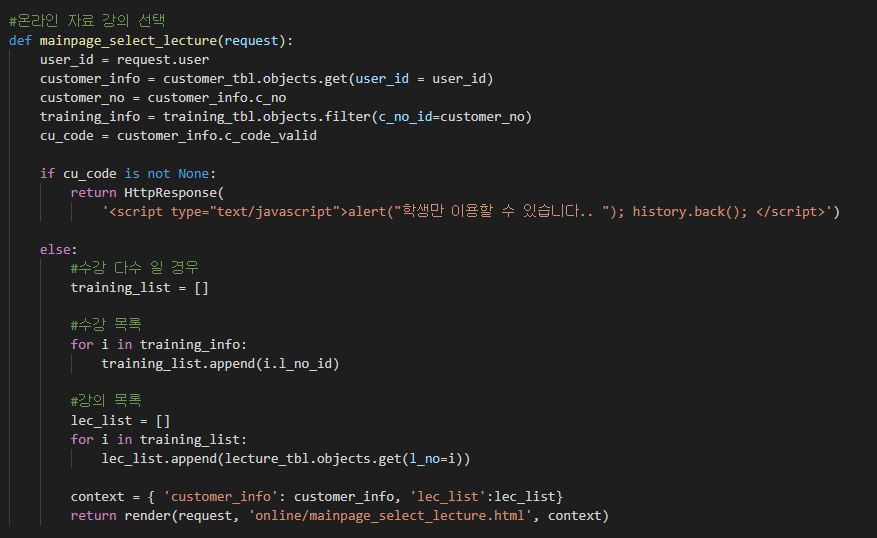 #온라인 자료 강의 선택
def mainpage_select_lecture(request):
    user_id = request.user
    customer_info = customer_tbl.objects.get(user_id = user_id)
    customer_no = customer_info.c_no
    training_info = training_tbl.objects.filter(c_no_id=customer_no)
    cu_code = customer_info.c_code_valid
    if cu_code is not None:
        return HttpResponse(
            '<script type="text/javascript">alert("학생만 이용할 수 있습니다.. "); history.back(); </script>')
    else:
        #수강 다수 일 경우
        training_list = []
        #수강 목록
        for i in training_info:
            training_list.append(i.l_no_id)
        #강의 목록
        lec_list = []
        for i in training_list:
            lec_list.append(lecture_tbl.objects.get(l_no=i))
        context = { 'customer_info': customer_info, 'lec_list':lec_list}
        return render(request, 'online/mainpage_select_lecture.html', context)